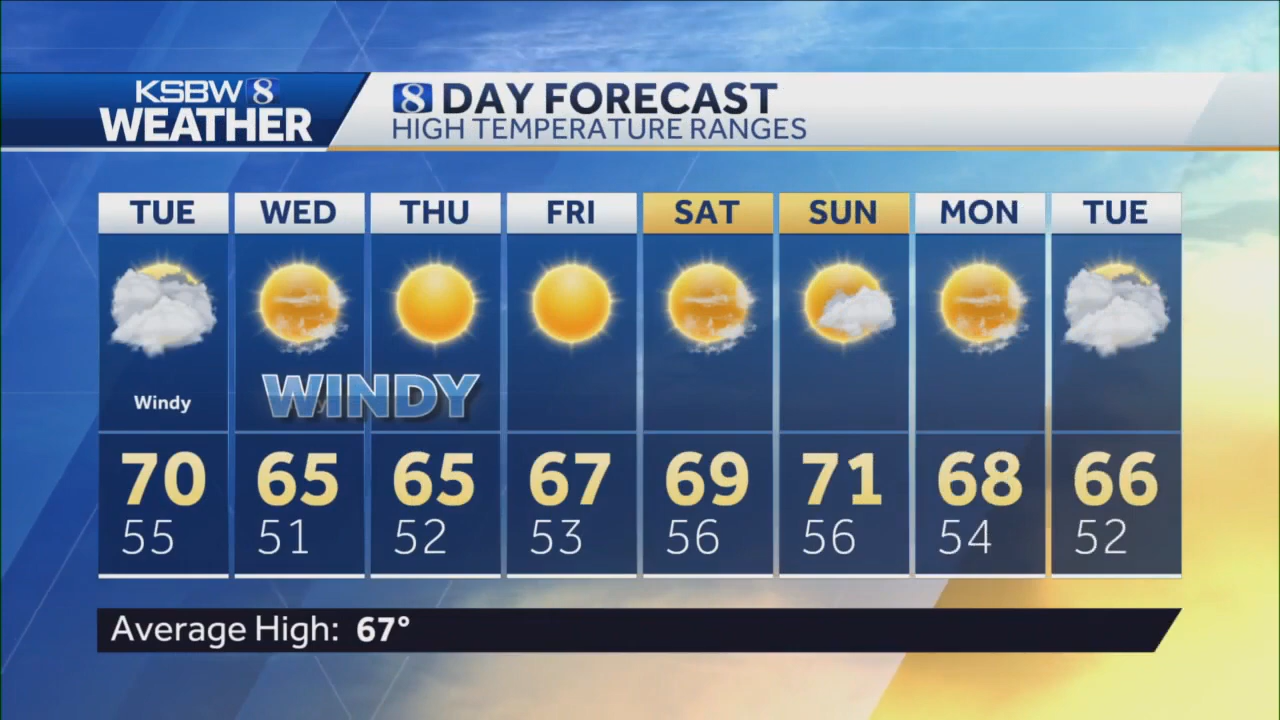 KSBW 8
WEATHER
8 DAY FORECAST
HIGH TEMPERATURE RANGES
TUE WED THU FRI SAT SUN MON TUE
Windy WINDY
70 65 65 67 69 71 68 66
55 51 52 53 56 56 54 52
Average High: 67°